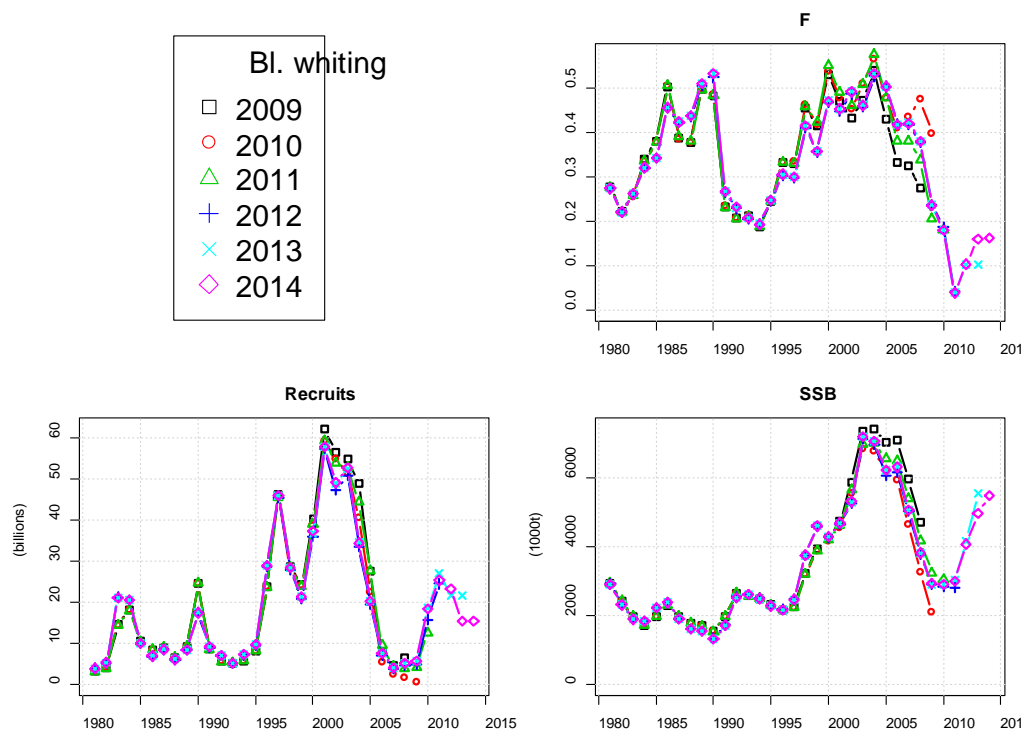 Bl. whiting
2009
2010
2011
2012
2013
2014
F
0.0 0.1 0.2 0.3 0.4 0.5
1980 1985 1990 1995 2000 2005 2010 201
Recruits
(billions)
0 10 20 30 40 50 60
1980 1985 1990 1995 2000 2005 2010 2015
SSB
(1000t)
0 2000 4000 6000
1980 1985 1990 1995 2000 2005 2010 201